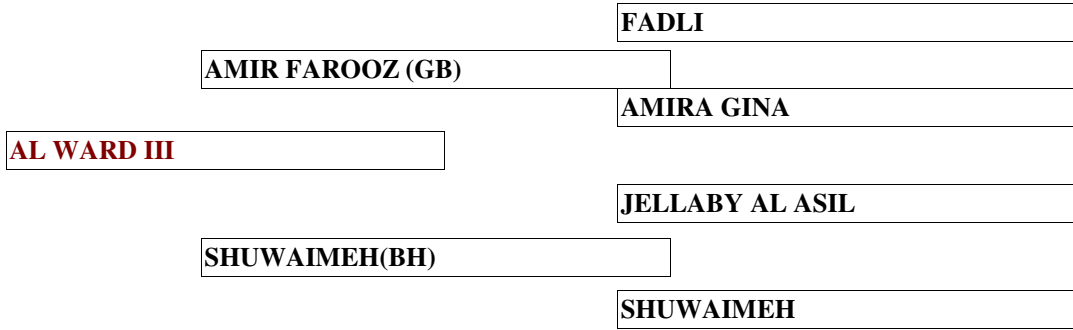 FADLI
AMIR FAROOZ (GB)
AMIRA GINA
AL WARD III
JELLABY AL ASIL
SHUWAIMEH(BH)
SHUWAIMEH